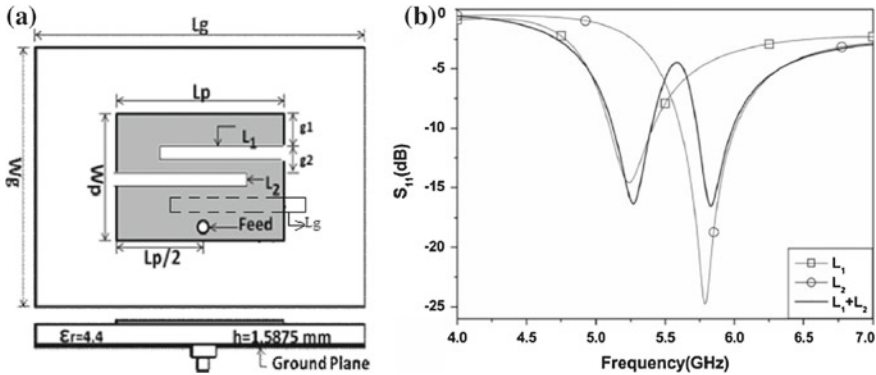 (a)
Lg
Lp
g1
L1
g2
Wg
Wp
L2
Lg
Feed
Lp/2
εr=4.4
h=1.5875 mm
Ground Plane
(b)
0
-5
-10
-15
-20
-25
S11(dB)
4.0 4.5 5.0 5.5 6.0 6.5 7.0
Frequency(GHz)
L1
L2
L1+L2